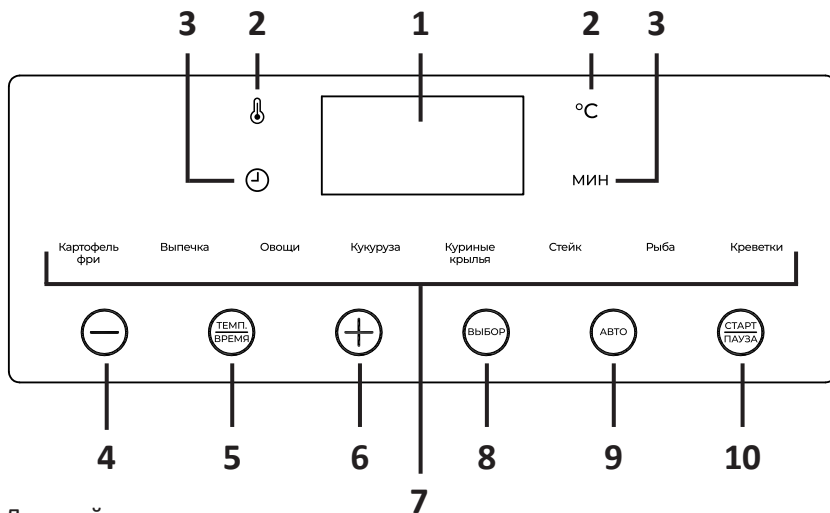 3 2 1 2 3
°C
МИН
Картофель фри Выпечка Овощи Кукуруза Куриные крылья Стейк Рыба Креветки
ТЕМП. ВРЕМЯ ВЫБОР АВТО СТАРТ ПАУЗА
4 5 6 8 9 10
7